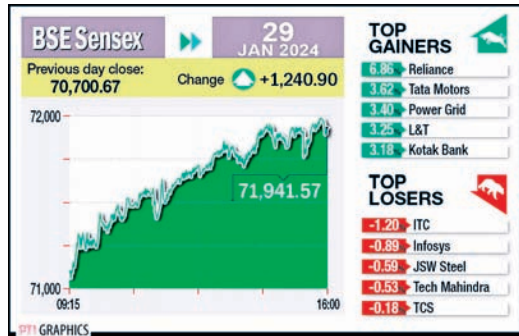 BSE Sensex
29
JAN 2024
Previous day close:
70,700.67
Change +1,240.90
72,000
71,941.57
71,000
09:15 16:00
TOP
GAINERS
6.86 Reliance
3.62 Tata Motors
3.40 Power Grid
3.25 L&T
3.18 Kotak Bank
TOP
LOSERS
-1.20 ITC
-0.89 Infosys
-0.59 JSW Steel
-0.53 Tech Mahindra
-0.18 TCS
PTI GRAPHICS